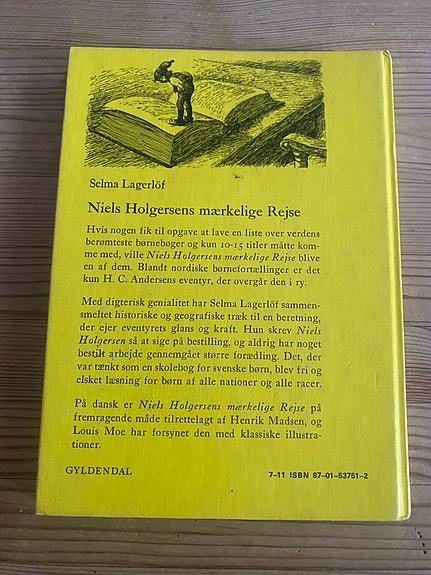 Selma Lagerlöf
Niels Holgersens mærkelige Rejse
Hvis nogen fik til opgave at lave en liste over verdens
berømteste børnebøger og kun 10-15 titler måtte kom-
me med, ville Niels Holgersens mærkelige Rejse blive
en af dem. Blandt nordiske børnefortællinger er det
kun H. C. Andersens eventyr, der overgår den i ry.
Med digterisk genialitet har Selma Lagerlöf sammen-
smeltet historiske og geografiske træk til en beretning,
der ejer eventyrets glans og kraft. Hun skrev Niels
Holgersen så at sige på bestilling, og aldrig har noget
bestilt arbejde gennemgået større forædling. Det, der
var tænkt som en skolebog for svenske børn, blev fri og
elsket læsning for børn af alle nationer og alle racer.
På dansk er Niels Holgersens mærkelige Rejse på
fremragende måde tilrettelagt af Henrik Madsen, og
Louis Moe har forsynet den med klassiske illustra-
tioner.
GYLDENDAL 7-11 ISBN 87-01-53751-2